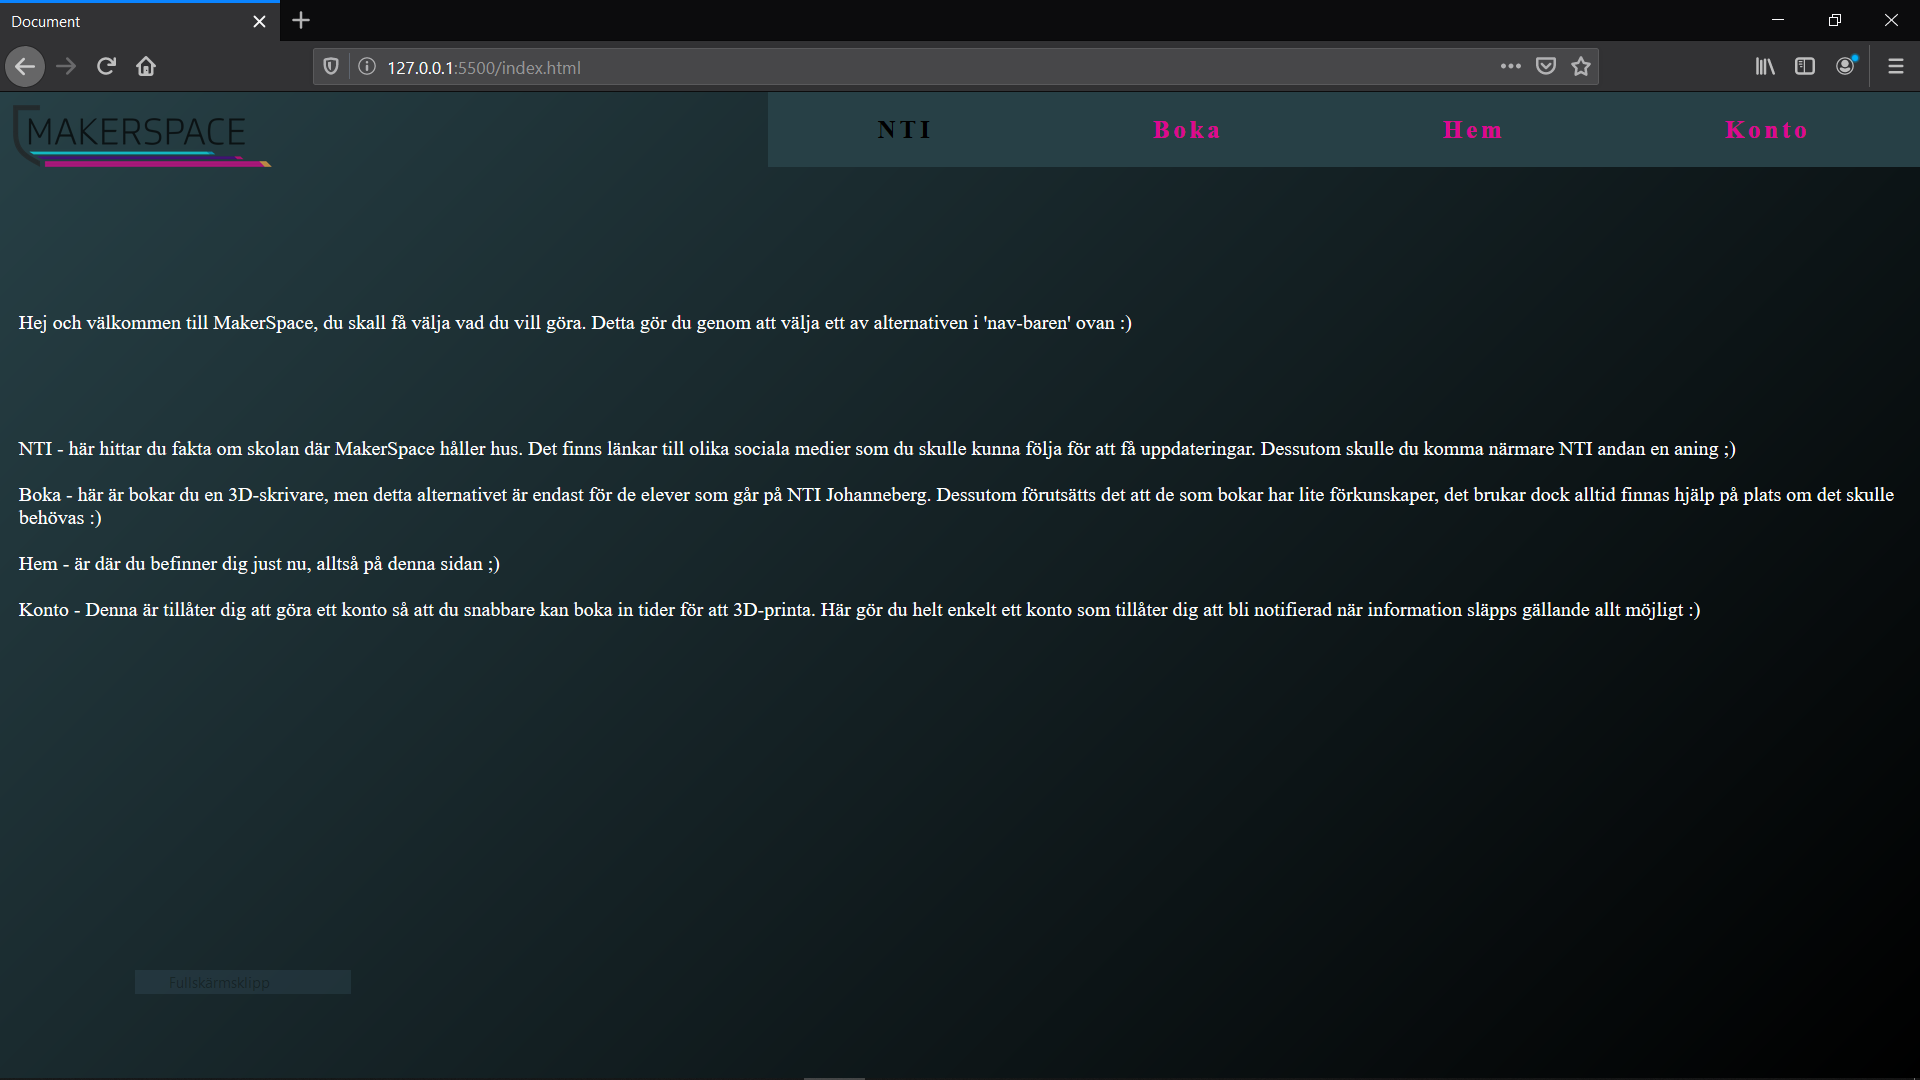 Document
127.0.0.1:5500/index.html
MAKERSPACE
NTI Boka Hem Konto
Hej och välkommen till MakerSpace, du skall få välja vad du vill göra. Detta gör du genom att välja ett av alternativen i 'nav-baren' ovan :)
NTI - här hittar du fakta om skolan där MakerSpace håller hus. Det finns länkar till olika sociala medier som du skulle kunna följa för att få uppdateringar. Dessutom skulle du komma närmare NTI andan en aning ;)
Boka - här är bokar du en 3D-skrivare, men detta alternativet är endast för de elever som går på NTI Johanneberg. Dessutom förutsätts det att de som bokar har lite förkunskaper, det brukar dock alltid finnas hjälp på plats om det skulle
behövas :)
Hem - är där du befinner dig just nu, alltså på denna sidan ;)
Konto - Denna är tillåter dig att göra ett konto så att du snabbare kan boka in tider för att 3D-printa. Här gör du helt enkelt ett konto som tillåter dig att bli notifierad när information släpps gällande allt möjligt :)
Fullskärmsklipp